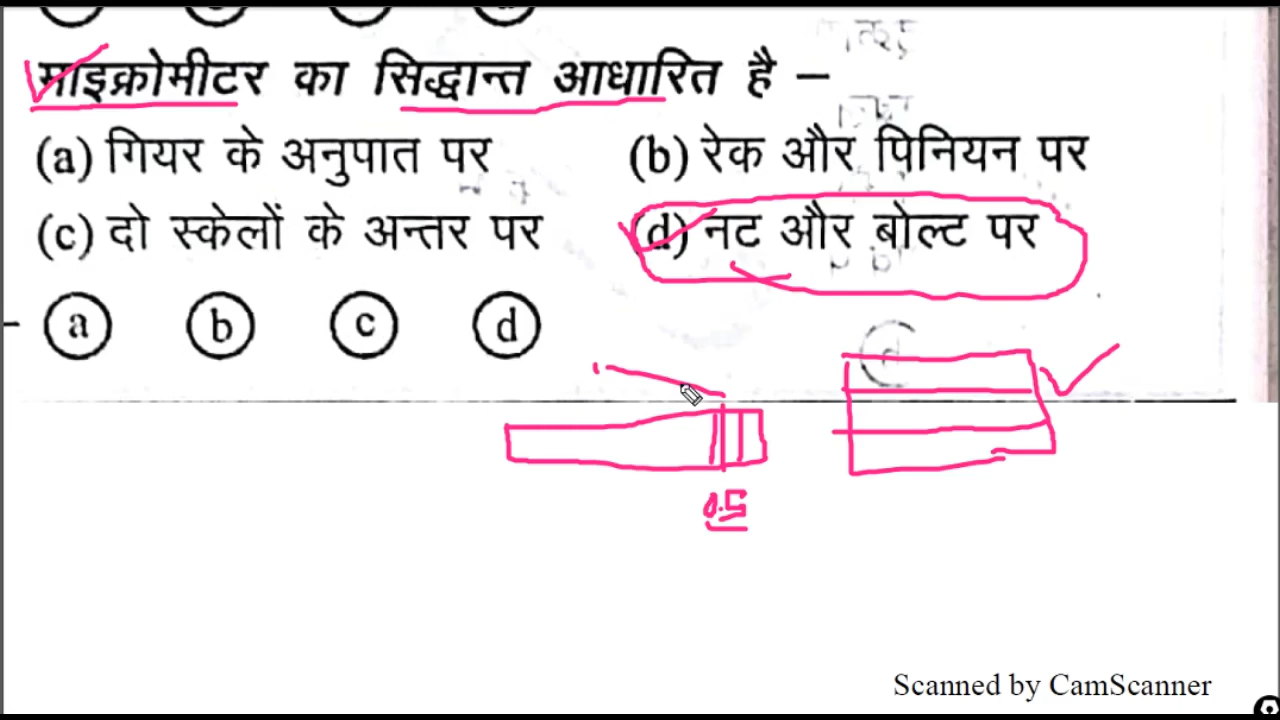 माइक्रोमीटर का सिद्धान्त आधारित है –
(a) गियर के अनुपात पर (b) रेक और पिनियन पर
(c) दो स्केलों के अन्तर पर (d) नट और बोल्ट पर
– a b c d
0.5
Scanned by CamScanner